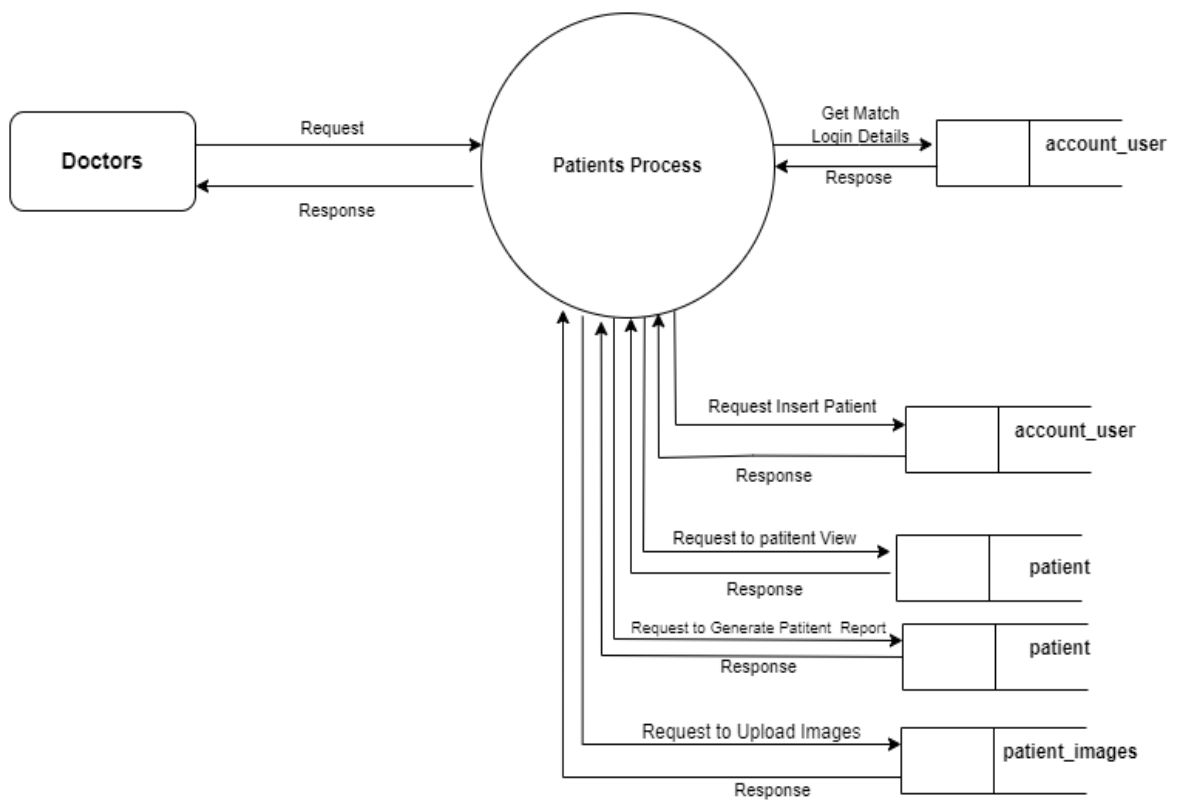 Doctors
Request
Response
Patients Process
Get Match
Login Details
Respose
account_user
Request Insert Patient
account_user
Response
Request to patitent View
patient
Response
Request to Generate Patitent Report
patient
Response
Request to Upload Images
patient_images
Response